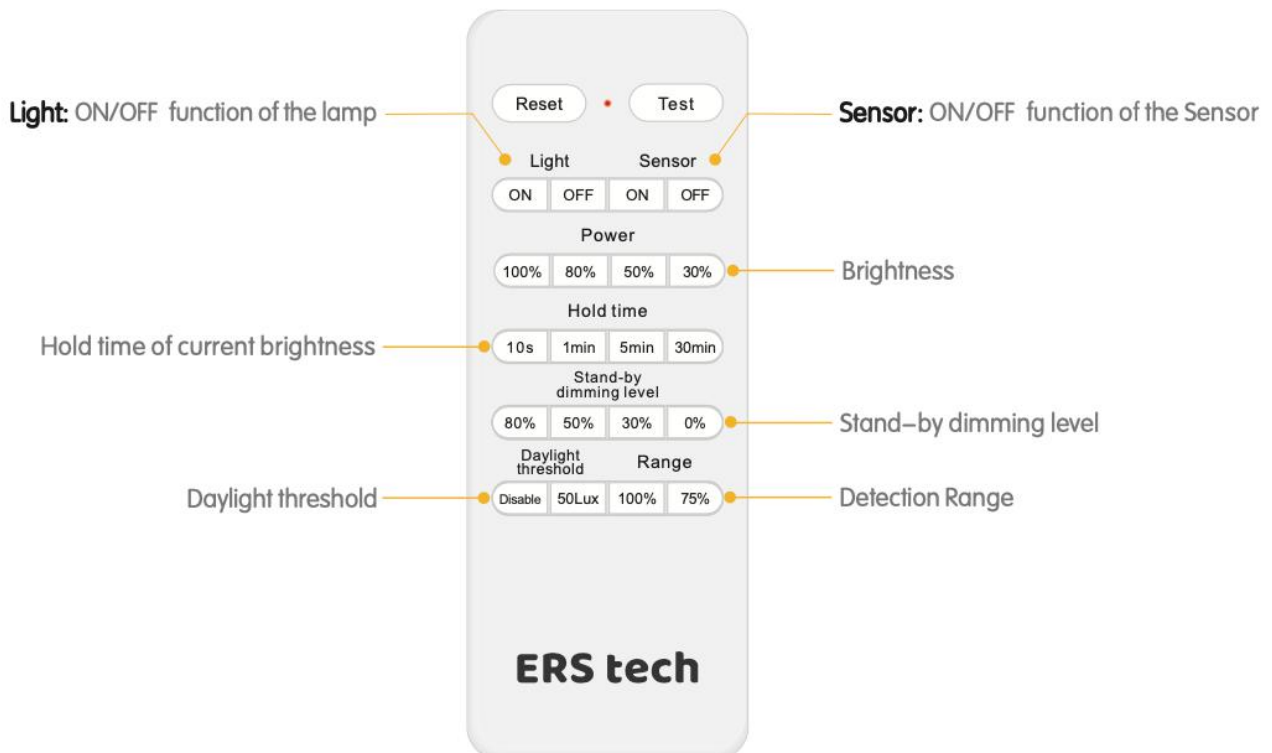 Reset Test
Light: ON/OFF function of the lamp
Sensor: ON/OFF function of the Sensor
Light Sensor
ON OFF ON OFF
Power
100% 80% 50% 30%
Brightness
Hold time
Hold time of current brightness
10s 1min 5min 30min
Stand-by
dimming level
80% 50% 30% 0%
Stand-by dimming level
Daylight
threshold
Range
Daylight threshold
Disable 50Lux 100% 75%
Detection Range
ERS tech